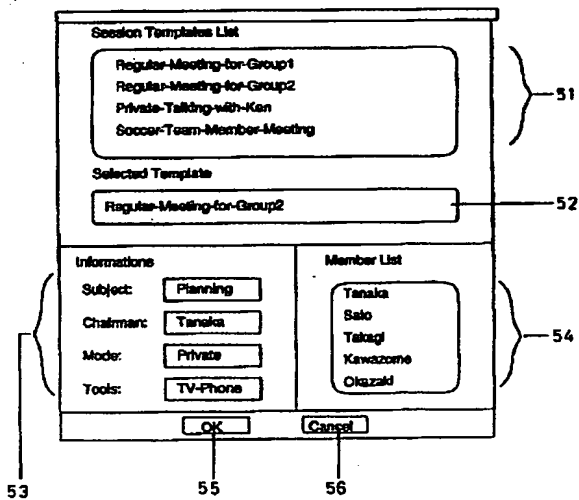 Session Templates List
Regular-Meeting-for-Group1
Regular-Meeting-for-Group2
Private-Talking-with-Ken
Soccer-Team-Member-Meeting
51
Selected Template
Regular-Meeting-for-Group2
52
Informations
Subject: Planning
Chairman: Tanaka
Mode: Private
Tools: TV-Phone
53
Member List
Tanaka
Saio
Takagi
Kawazome
Okazaki
54
OK
Cancel
55
56